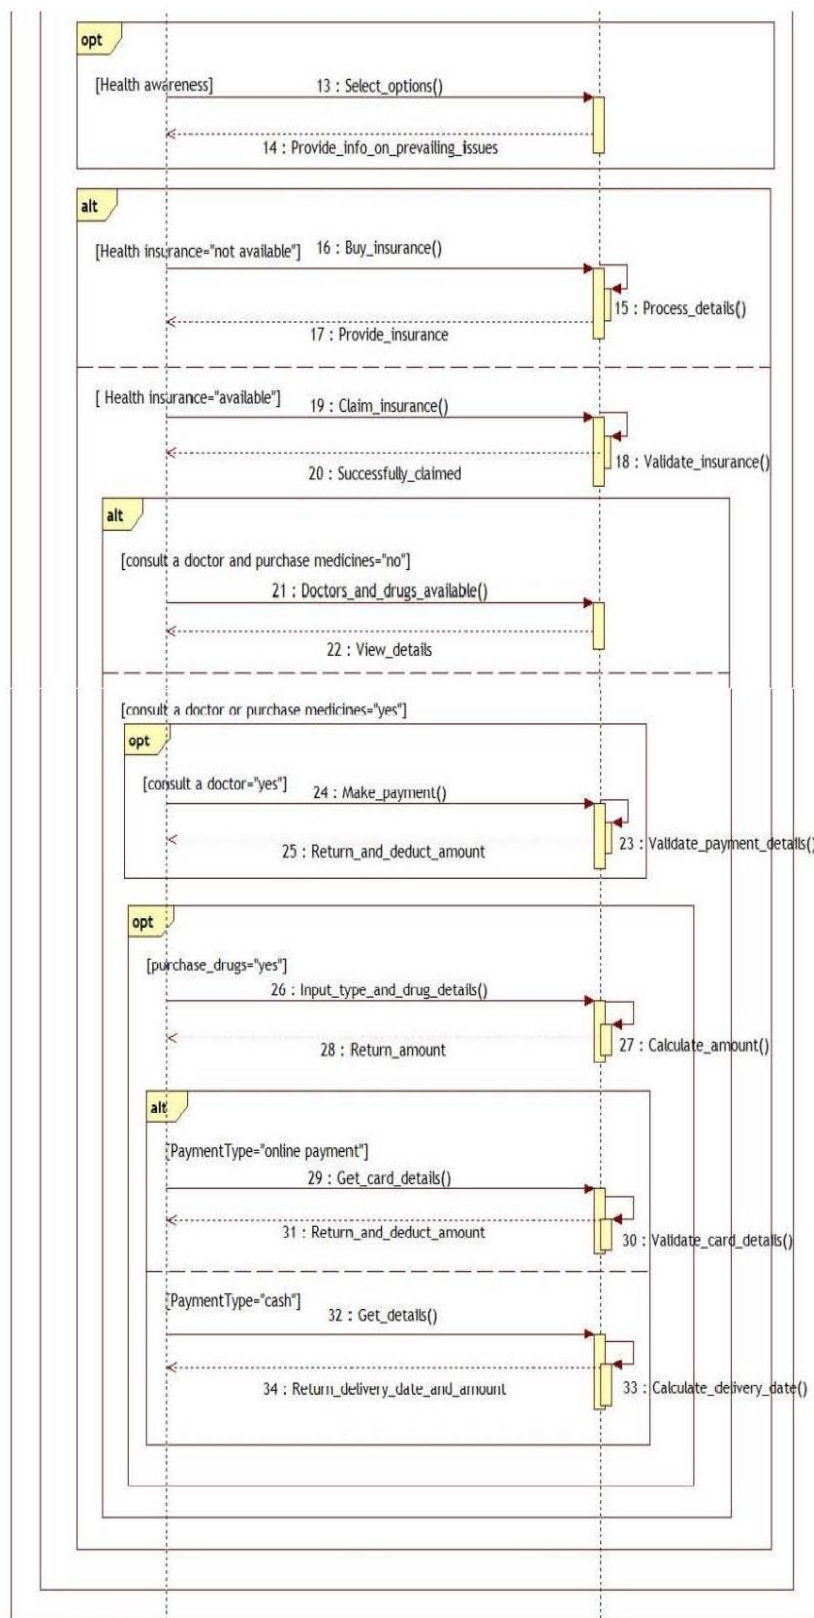 opt
[Health awareness]
13 : Select_options()
14 : Provide_info_on_prevailing_issues
alt
[Health insurance="not available"]
16 : Buy_insurance()
15 : Process_details()
17 : Provide_insurance
[ Health insurance="available"]
19 : Claim_insurance()
18 : Validate_insurance()
20 : Successfully_claimed
alt
[consult a doctor and purchase medicines="no"]
21 : Doctors_and_drugs_available()
22 : View_details
[consult a doctor or purchase medicines="yes"]
opt
[consult a doctor="yes"]
24 : Make_payment()
23 : Validate_payment_details()
25 : Return_and_deduct_amount
opt
[purchase_drugs="yes"]
26 : Input_type_and_drug_details()
27 : Calculate_amount()
28 : Return_amount
alt
[PaymentType="online payment"]
29 : Get_card_details()
31 : Return_and_deduct_amount
30 : Validate_card_details()
[PaymentType="cash"]
32 : Get_details()
34 : Return_delivery_date_and_amount
33 : Calculate_delivery_date()